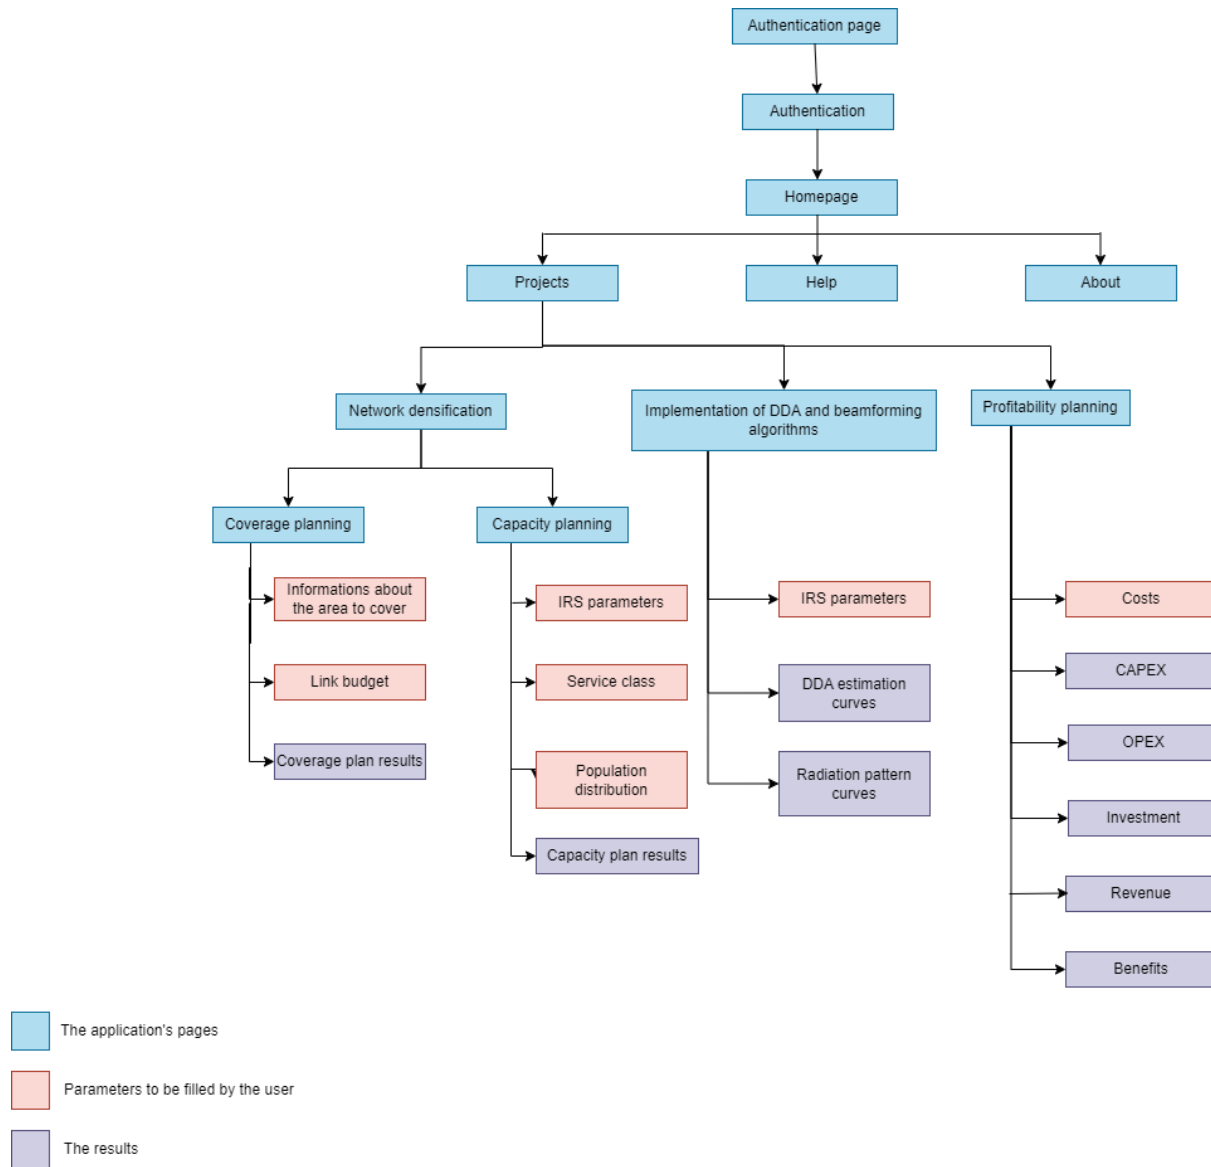 Authentication page
Authentication
Homepage
Projects
Help
About
Network densification
Implementation of DDA and beamforming
algorithms
Profitability planning
Coverage planning
Capacity planning
Informations about
the area to cover
IRS parameters
IRS parameters
Costs
Link budget
Service class
DDA estimation
curves
CAPEX
Coverage plan results
Population
distribution
Radiation pattern
curves
OPEX
Investment
Capacity plan results
Revenue
Benefits
The application's pages
Parameters to be filled by the user
The results